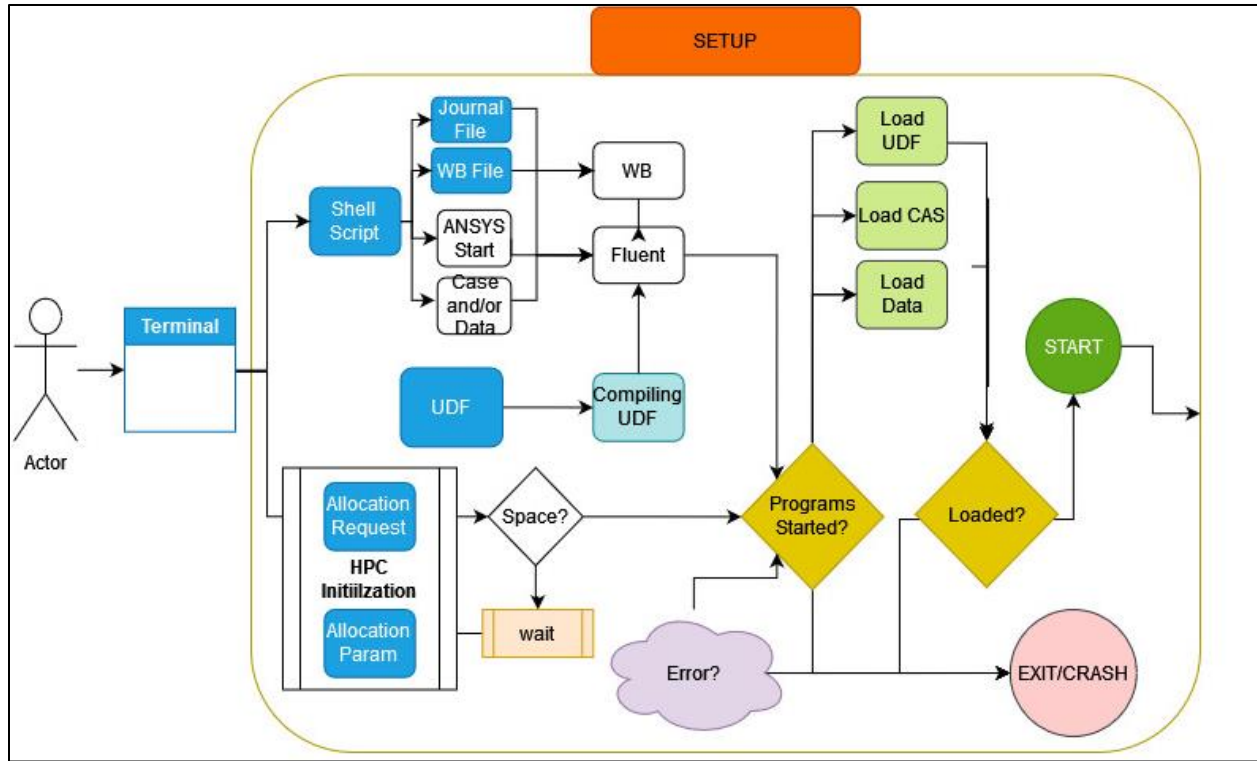 SETUP
Journal
File
WB File
ANSYS
Start
Case
and/or
Data
Shell
Script
WB
Fluent
Load
UDF
Load CAS
Load
Data
Terminal
Actor
UDF
Compiling
UDF
START
Allocation
Request
HPC
Initiilzation
Allocation
Param
Space?
wait
Programs
Started?
Loaded?
Error?
EXIT/CRASH